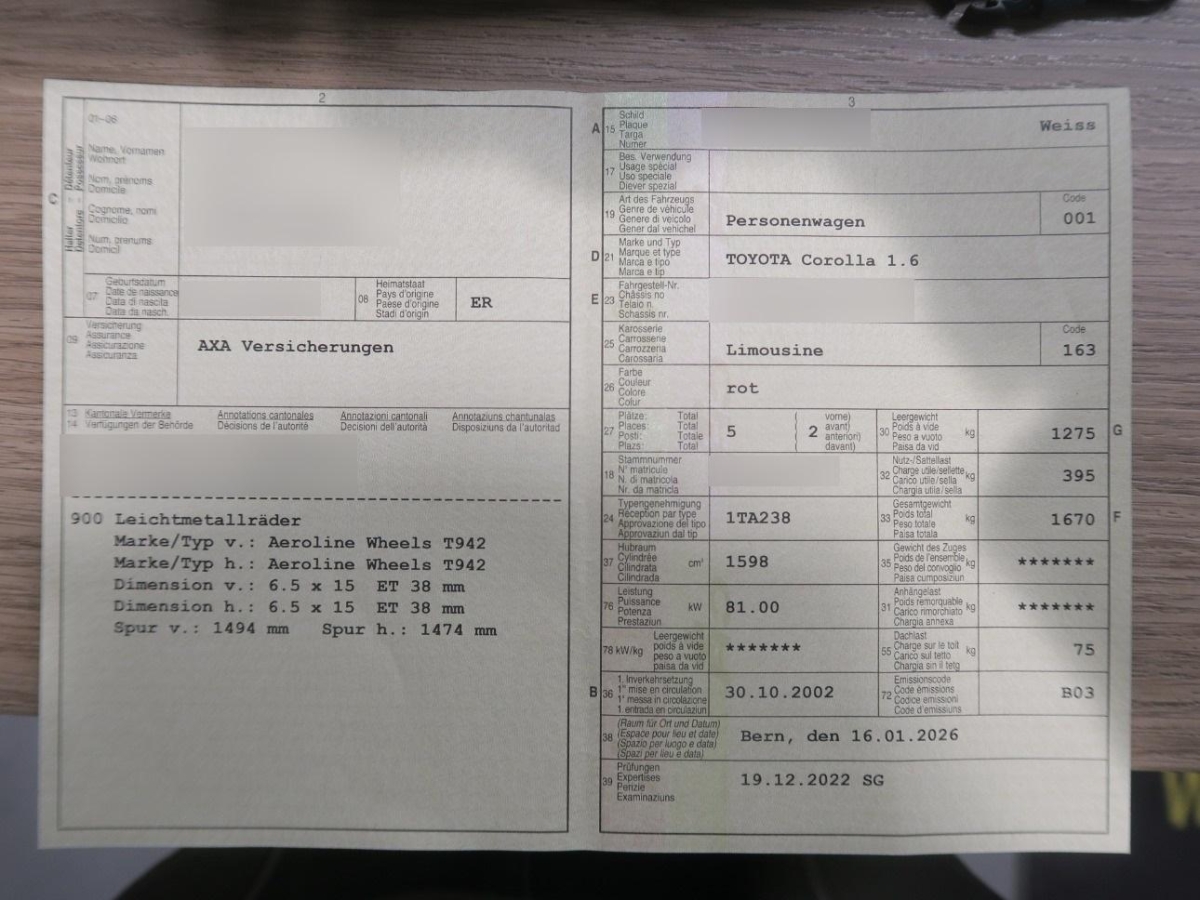 2
01-06
Name, Vornamen
Wohnort
Nom, prénoms
Domicile
Cognome, nomi
Domicilio
Num, prenums
Domicil
C
Halter - Détenteur
Detentore - Possessur
07
Geburtsdatum
Date de naissance
Data di nascita
Data da nasch.
08
Heimatstaat
Pays d'origine
Paese d'origine
Stadi d'origin
ER
09
Versicherung
Assurance
Assicurazione
Assicuranza
AXA Versicherungen
13 Kantonale Vermerke Annotations cantonales Annotazioni cantonali Annotaziuns chantunalas
14 Verfügungen der Behörde Décisions de l'autorité Decisioni dell'autorità Disposiziuns da l'autoritad
900 Leichtmetallräder
Marke/Typ v.: Aeroline Wheels T942
Marke/Typ h.: Aeroline Wheels T942
Dimension v.: 6.5 x 15 ET 38 mm
Dimension h.: 6.5 x 15 ET 38 mm
Spur v.: 1494 mm Spur h.: 1474 mm
3
A 15
Schild
Plaque
Targa
Numer
Weiss
17
Bes. Verwendung
Usage spécial
Uso speciale
Diever spezial
19
Art des Fahrzeugs
Genre de véhicule
Genere di veicolo
Gener dal vehichel
Personenwagen
Code
001
D 21
Marke und Typ
Marque et type
Marca e tipo
Marca e tip
TOYOTA Corolla 1.6
E 23
Fahrgestell-Nr.
Châssis no
Telaio n.
Schassis nr.
25
Karosserie
Carrosserie
Carrozzeria
Carossaria
Limousine
Code
163
26
Farbe
Couleur
Colore
Colur
rot
27
Plätze: Total
Places: Total
Posti: Totale
Plazs: Total
5
( vorne)
2 avant)
anteriori)
( davant)
30
Leergewicht
Poids à vide
Peso a vuoto
Paisa da vid
kg
1275
G
18
Stammnummer
N° matricule
N. di matricola
Nr. da matricla
32
Nutz-/Sattellast
Charge utile/sellette
Carico utile/sella
Chargia utila/sella
kg
395
24
Typengenehmigung
Réception par type
Approvazione del tipo
Approvaziun dal tip
1TA238
33
Gesamtgewicht
Poids total
Peso totale
Paisa totala
kg
1670
F
37
Hubraum
Cylindrée
Cilindrata
Cilindrada
cm³
1598
35
Gewicht des Zuges
Poids de l'ensemble
Peso del convoglio
Paisa cumposiziun
kg
*******
76
Leistung
Puissance
Potenza
Prestaziun
kW
81.00
31
Anhängelast
Poids remorquable
Carico rimorchiato
Chargia annexa
kg
*******
78 kW/kg
Leergewicht
poids à vide
peso a vuoto
paisa da vid
*******
55
Dachlast
Charge sur le toit
Carico sul tetto
Chargia sin il tetg
kg
75
B 36
1. Inverkehrsetzung
1re mise en circulation
1a messa in circolazione
1. entrada en circulaziun
30.10.2002
72
Emissionscode
Code émissions
Codice emissioni
Code d'emissiuns
B03
38
(Raum für Ort und Datum)
(Espace pour lieu et date)
(Spazio per luogo e data)
(Spazi per lieu e data)
Bern, den 16.01.2026
39
Prüfungen
Expertises
Perizie
Examinaziuns
19.12.2022 SG